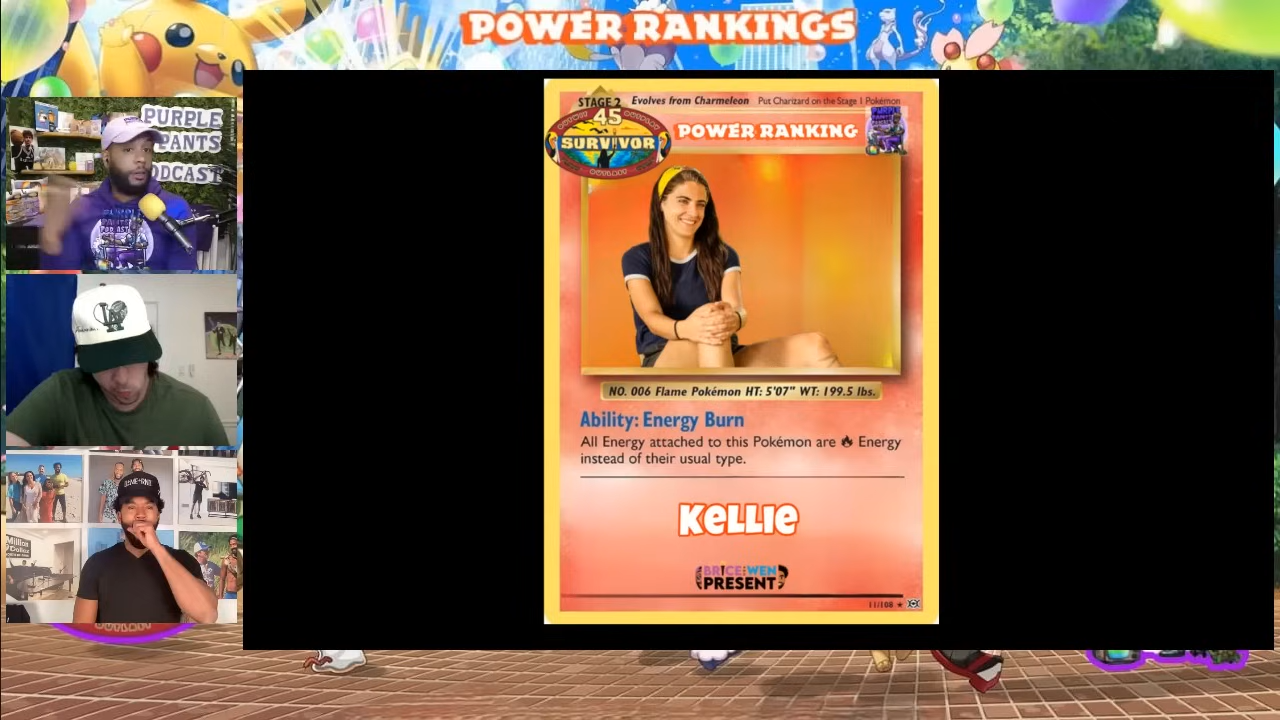 POWER RANKINGS
PURPLE
PANTS
PODCAST
STAGE 2
Evolves from Charmeleon
Put Charizard on the Stage 1 Pokémon
45
SURVIVOR
POWER RANKING
NO. 006 Flame Pokémon HT: 5'07" WT: 199.5 lbs.
Ability: Energy Burn
All Energy attached to this Pokémon are Energy
instead of their usual type.
KELLIE
BRICE AND WEN
PRESENT
11/108